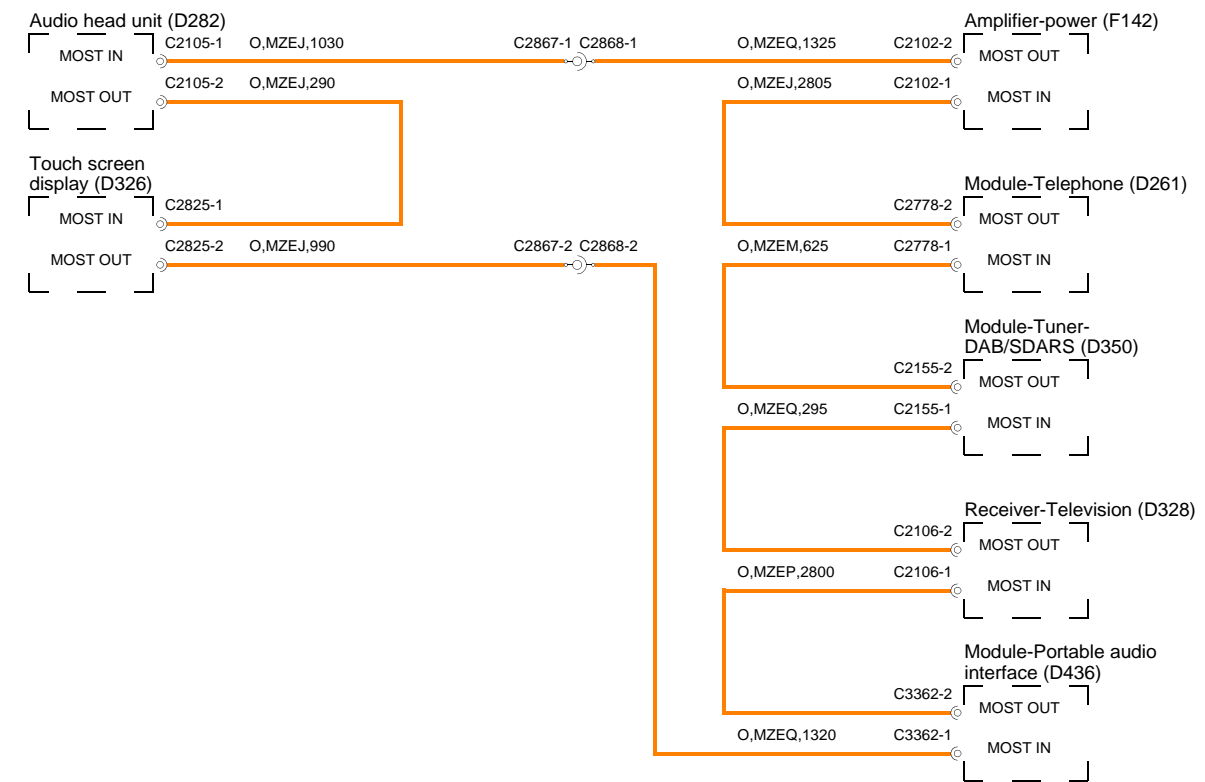 Audio head unit (D282)
MOST IN
C2105-1 O,MZEJ,1030
MOST OUT
C2105-2 O,MZEJ,290
Touch screen
display (D326)
MOST IN
C2825-1
MOST OUT
C2825-2 O,MZEJ,990
C2867-1 C2868-1
C2867-2 C2868-2
Amplifier-power (F142)
O,MZEQ,1325 C2102-2
MOST OUT
O,MZEJ,2805 C2102-1
MOST IN
Module-Telephone (D261)
C2778-2
MOST OUT
O,MZEM,625 C2778-1
MOST IN
Module-Tuner-
DAB/SDARS (D350)
C2155-2
MOST OUT
O,MZEQ,295 C2155-1
MOST IN
Receiver-Television (D328)
C2106-2
MOST OUT
O,MZEP,2800 C2106-1
MOST IN
Module-Portable audio
interface (D436)
C3362-2
MOST OUT
O,MZEQ,1320 C3362-1
MOST IN